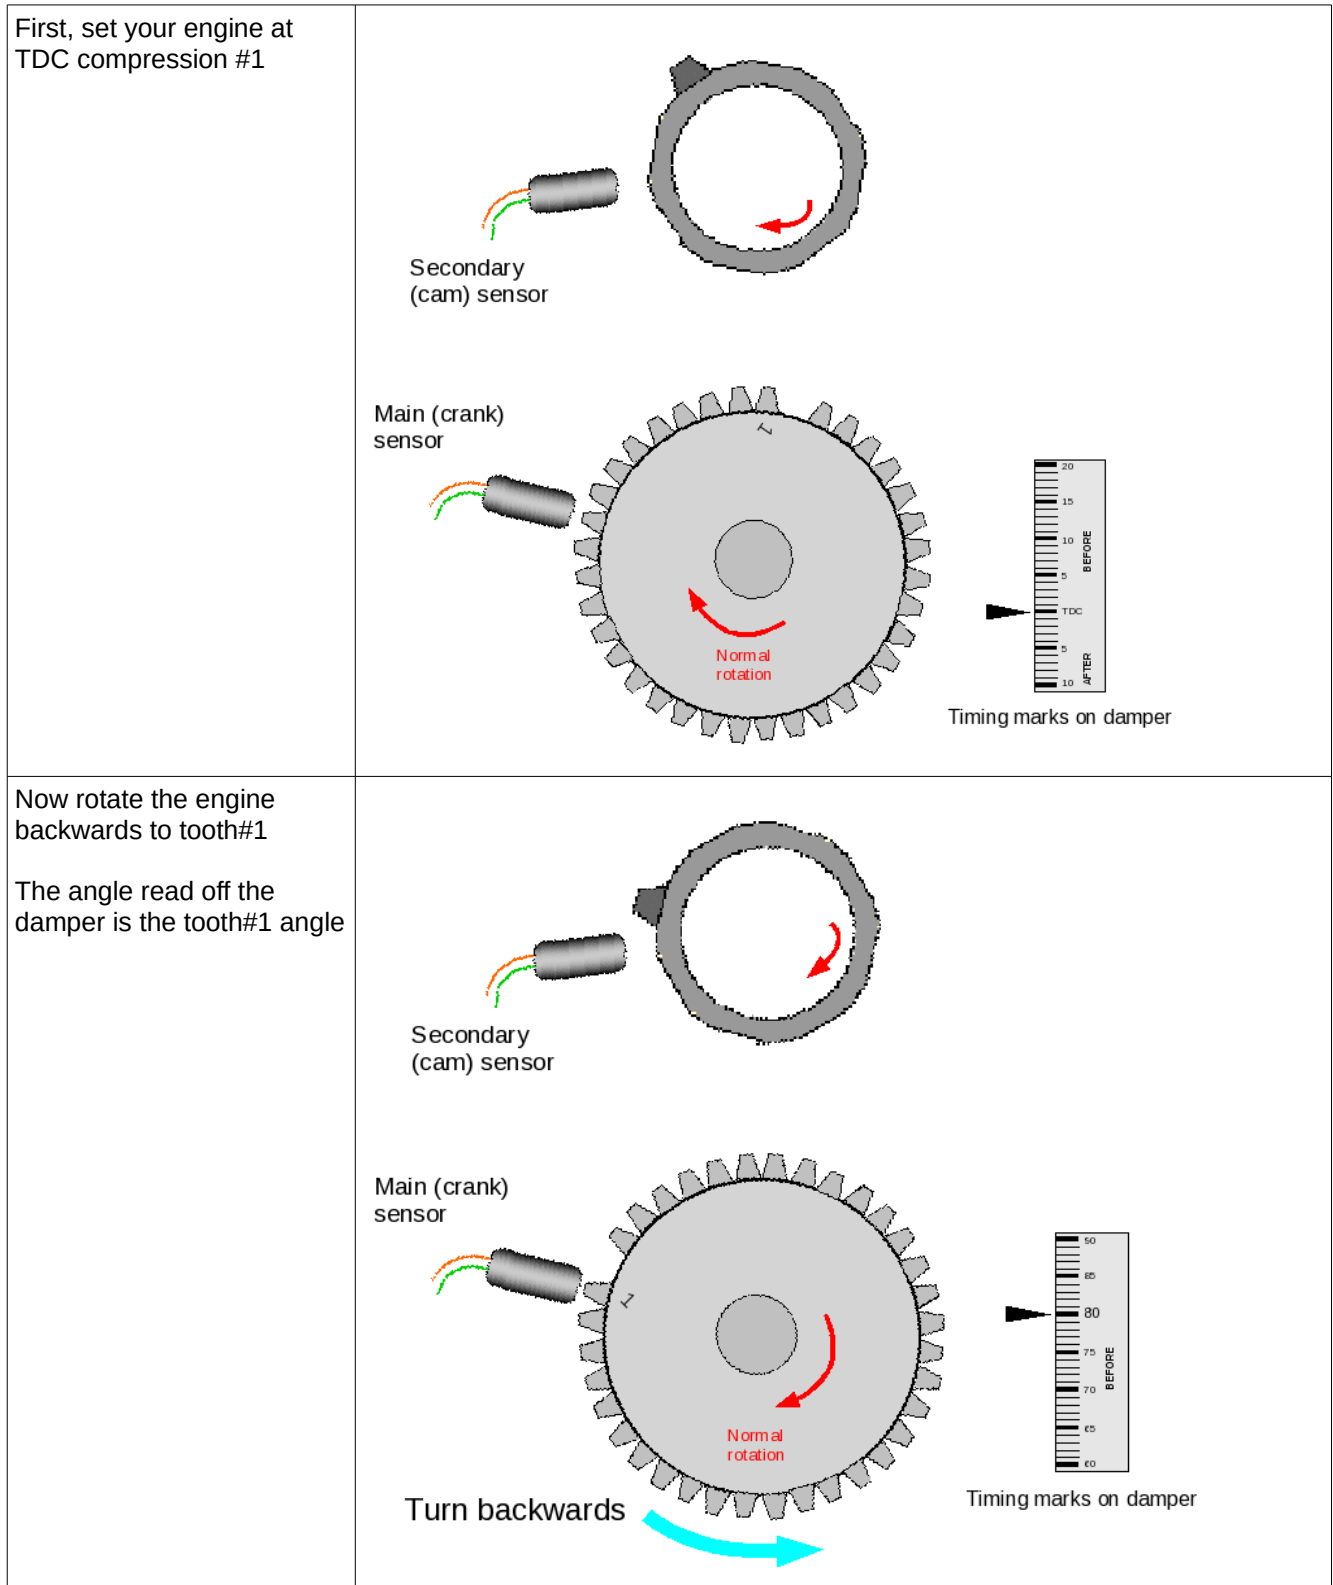 First, set your engine at
TDC compression #1
Secondary
(cam) sensor
Main (crank)
sensor
1
Normal
rotation
20
15
10
5
TDC
5
10
BEFORE
AFTER
Timing marks on damper
Now rotate the engine
backwards to tooth#1
The angle read off the
damper is the tooth#1 angle
Secondary
(cam) sensor
Main (crank)
sensor
1
Normal
rotation
90
85
80
75
70
65
60
BEFORE
Timing marks on damper
Turn backwards